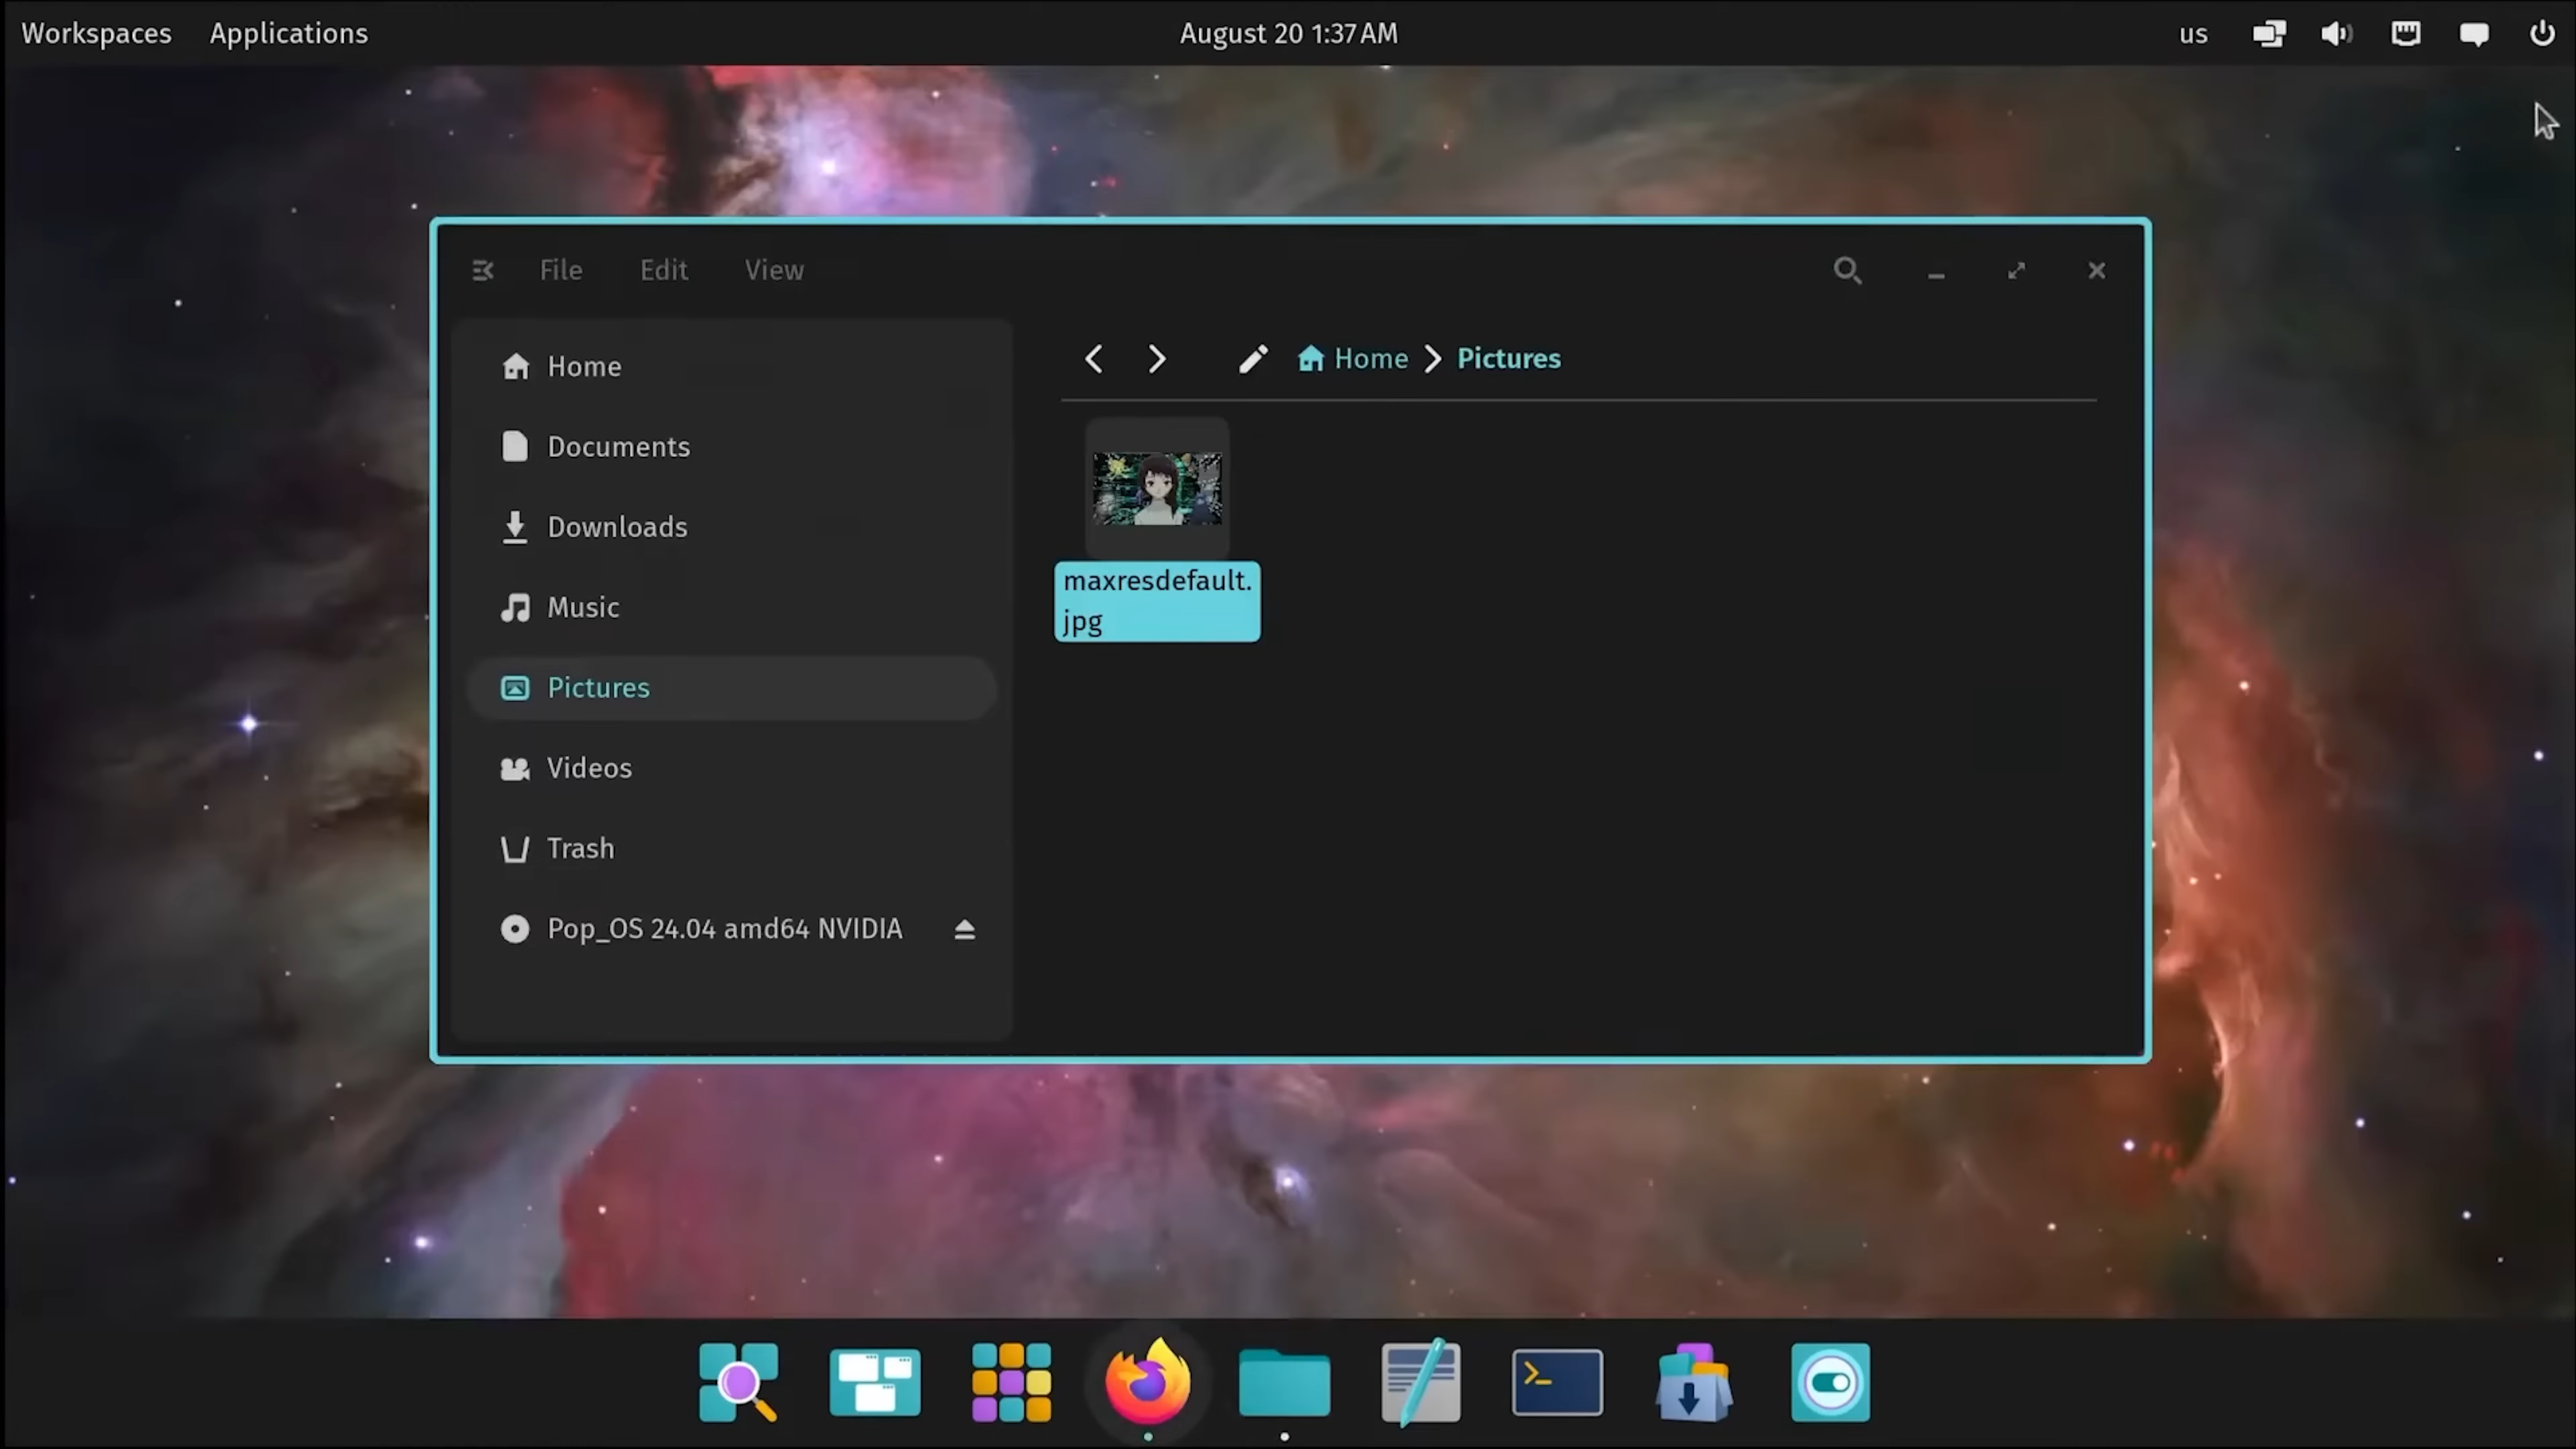 Workspaces Applications August 20 1:37 AM us
File Edit View
Home
Documents
Downloads
Music
Pictures
Videos
Trash
Pop_OS 24.04 amd64 NVIDIA
Home Pictures
maxresdefault.
jpg